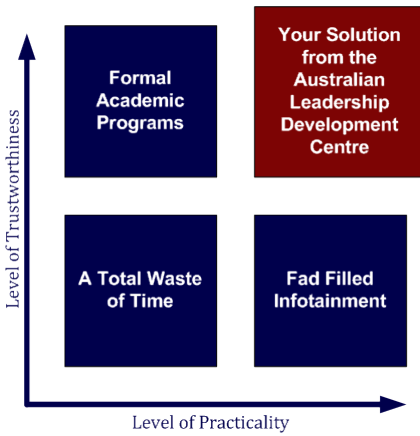 Level of Trustworthiness
Formal
Academic
Programs
Your Solution
from the
Australian
Leadership
Development
Centre
A Total Waste
of Time
Fad Filled
Infotainment
Level of Practicality